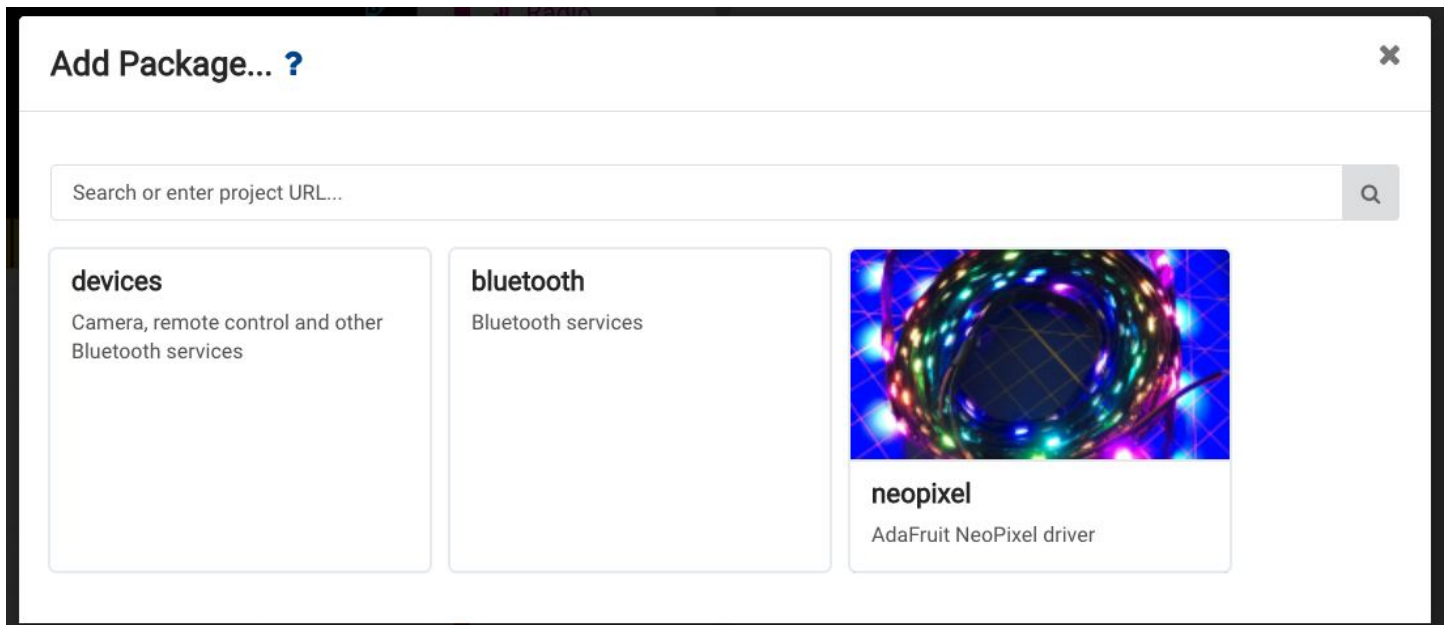 Radio
Add Package... ?
Search or enter project URL...
devices
Camera, remote control and other
Bluetooth services
bluetooth
Bluetooth services
neopixel
AdaFruit NeoPixel driver